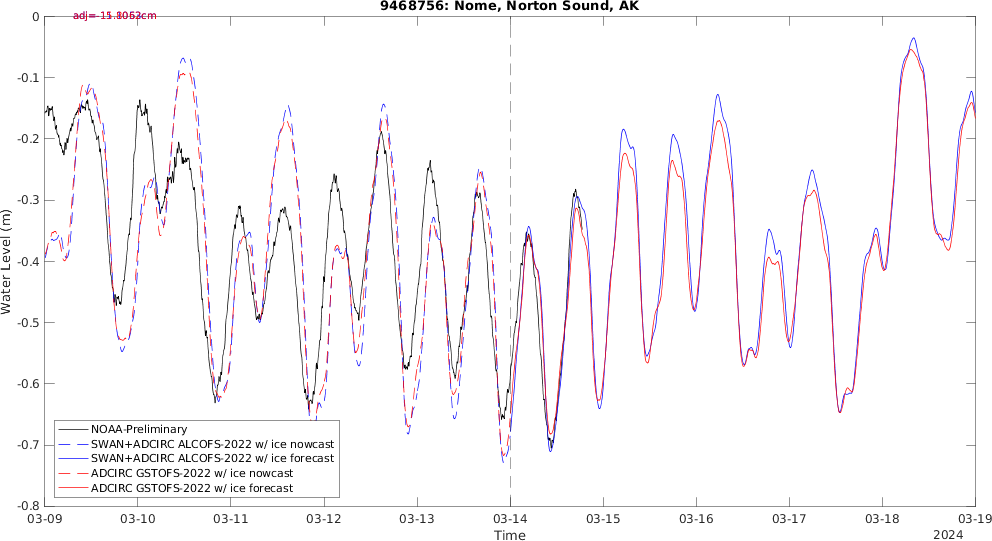 9468756: Nome, Norton Sound, AK
0
-0.1
-0.2
-0.3
-0.4
-0.5
-0.6
-0.7
-0.8
Water Level (m)
NOAA-Preliminary
SWAN+ADCIRC ALCOFS-2022 w/ ice nowcast
SWAN+ADCIRC ALCOFS-2022 w/ ice forecast
ADCIRC GSTOFS-2022 w/ ice nowcast
ADCIRC GSTOFS-2022 w/ ice forecast
03-09 03-10 03-11 03-12 03-13 03-14 03-15 03-16 03-17 03-18 03-19
Time
2024